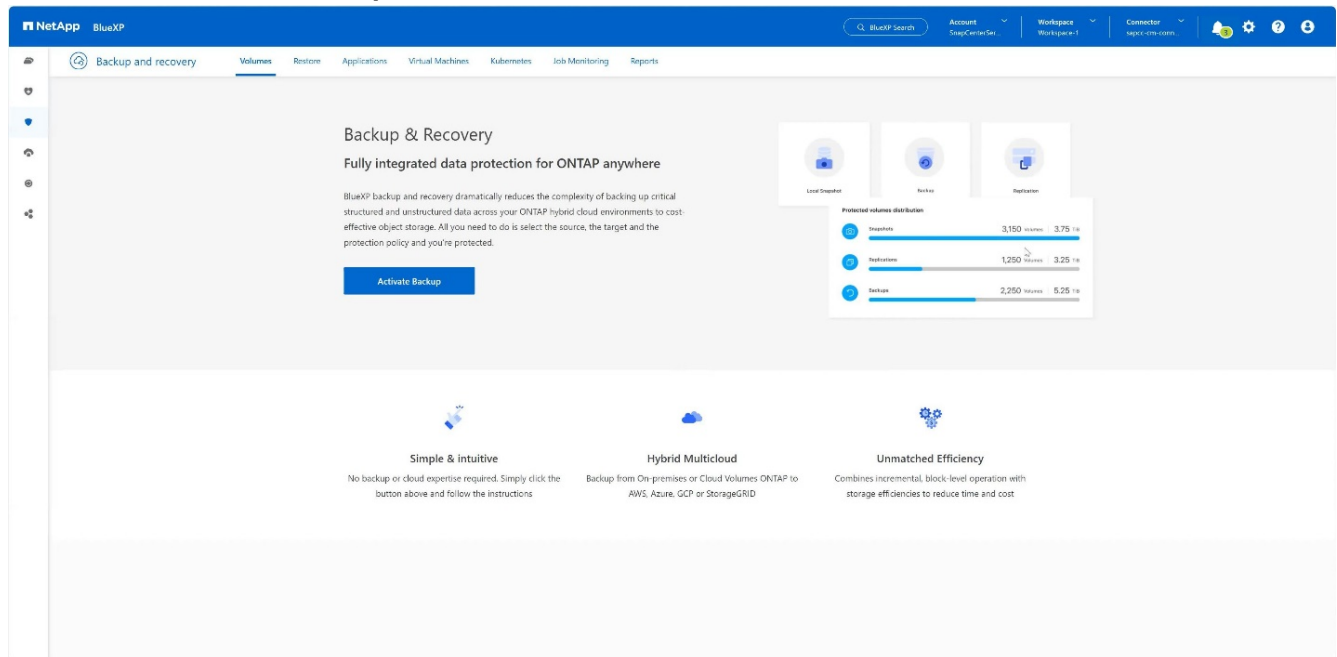 NetApp BlueXP
BlueXP Search
Account
SnapCenterSer...
Workspace
Workspace-1
Connector
sapcc-cm-conn...
3
Backup and recovery
Volumes
Restore
Applications
Virtual Machines
Kubernetes
Job Monitoring
Reports
Backup & Recovery
Fully integrated data protection for ONTAP anywhere
BlueXP backup and recovery dramatically reduces the complexity of backing up critical
structured and unstructured data across your ONTAP hybrid cloud environments to cost-
effective object storage. All you need to do is select the source, the target and the
protection policy and you're protected.
Activate Backup
Local Snapshot
Backup
Replication
Protected volumes distribution
Snapshots
3,150 Volumes
3.75 TiB
Replications
1,250 Volumes
3.25 TiB
Backups
2,250 Volumes
5.25 TiB
Simple & intuitive
No backup or cloud expertise required. Simply click the
button above and follow the instructions
Hybrid Multicloud
Backup from On-premises or Cloud Volumes ONTAP to
AWS, Azure, GCP or StorageGRID
Unmatched Efficiency
Combines incremental, block-level operation with
storage efficiencies to reduce time and cost